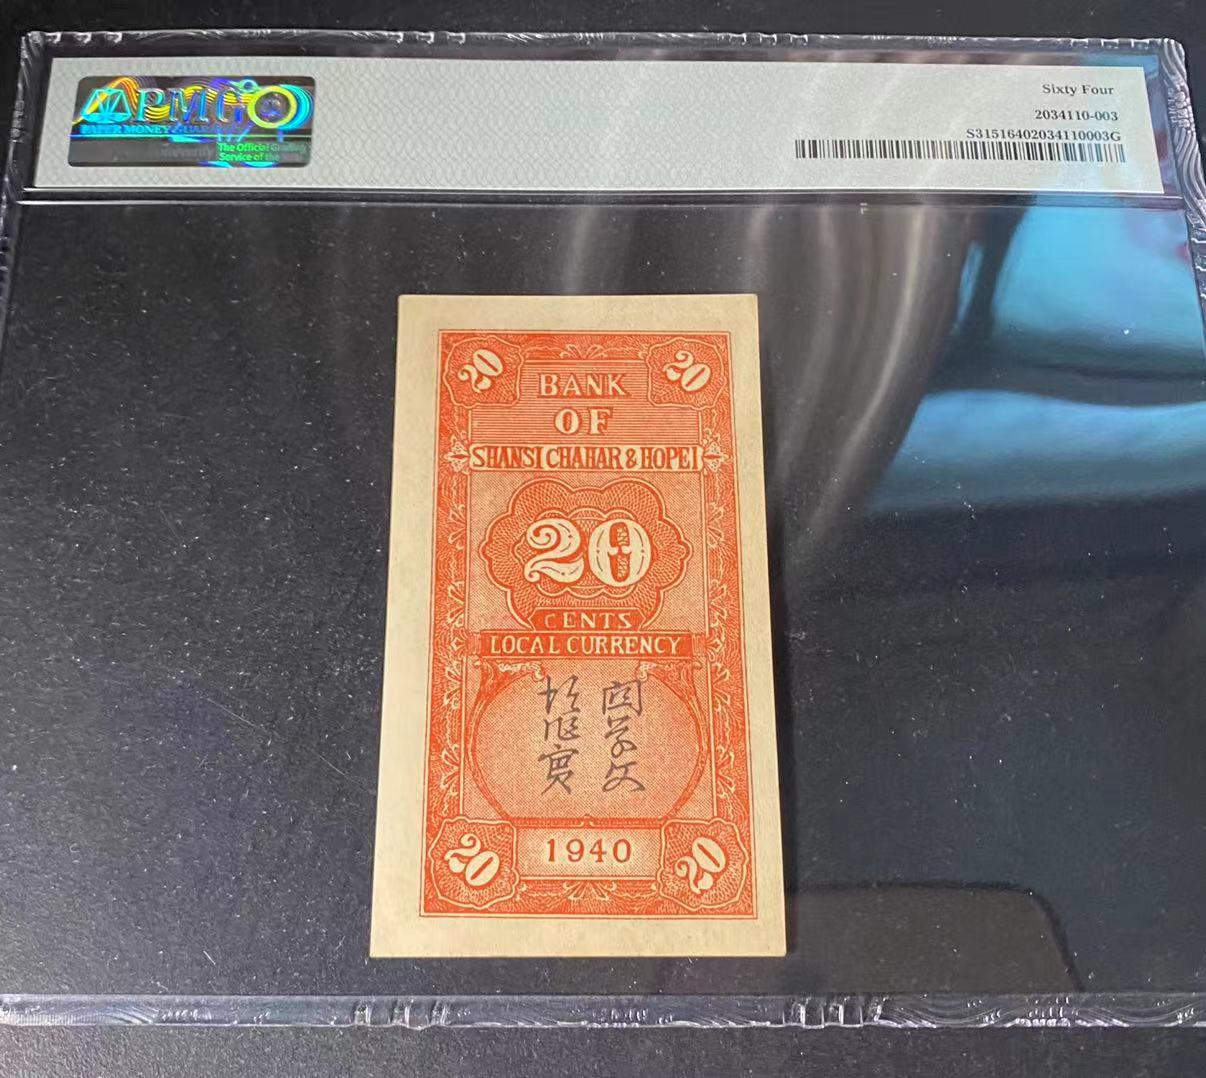 PMG
PAPER MONEY GUARANTY
The Official Grading
Service of the
Sixty Four
2034110-003
S31516402034110003G
20
20
BANK
OF
SHANSI CHAHAR & HOPEI
20
CENTS
LOCAL CURRENCY
1940
20
20